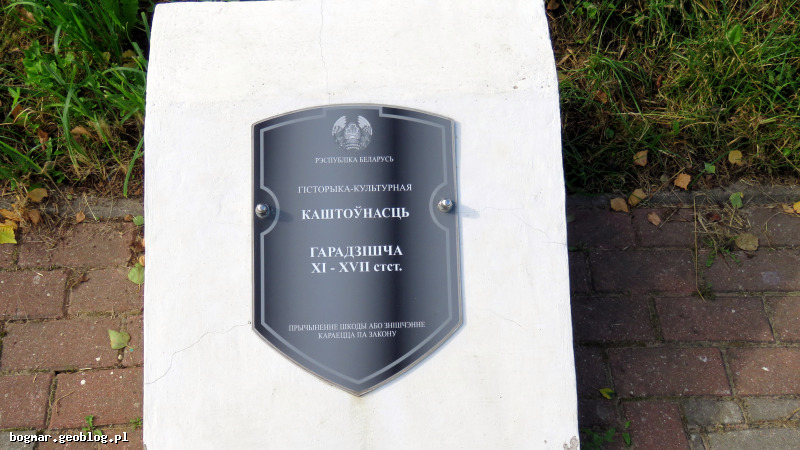 РЭСПУБЛІКА БЕЛАРУСЬ
ГІСТОРЫКА-КУЛЬТУРНАЯ
КАШТОЎНАСЦЬ
ГАРАДЗІШЧА
XI - XVII стст.
ПРЫЧЫНЕННЕ ШКОДЫ АБО ЗНІШЧЭННЕ
КАРАЕЦЦА ПА ЗАКОНУ
bogmar.geoblog.pl